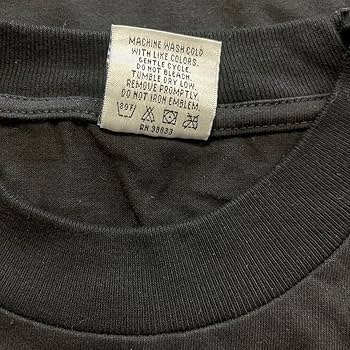 MACHINE WASH COLD
WITH LIKE COLORS.
GENTLE CYCLE.
DO NOT BLEACH.
TUMBLE DRY LOW.
REMOVE PROMPTLY.
DO NOT IRON EMBLEM.
80F
RN 38033